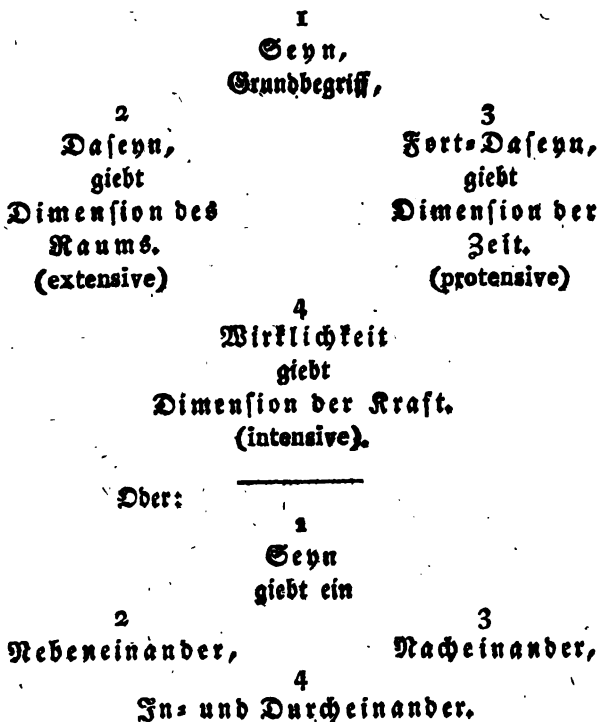 1
Seyn,
Grundbegriff,
2 3
Daseyn, Fort-Daseyn,
giebt giebt
Dimension des Dimension der
Raums. Zeit.
(extensive) (protensive)
4
Wirklichkeit
giebt
Dimension der Kraft.
(intensive).
Oder:
1
Seyn
giebt ein
2 3
Nebeneinander, Nacheinander,
4
In- und Durcheinander.